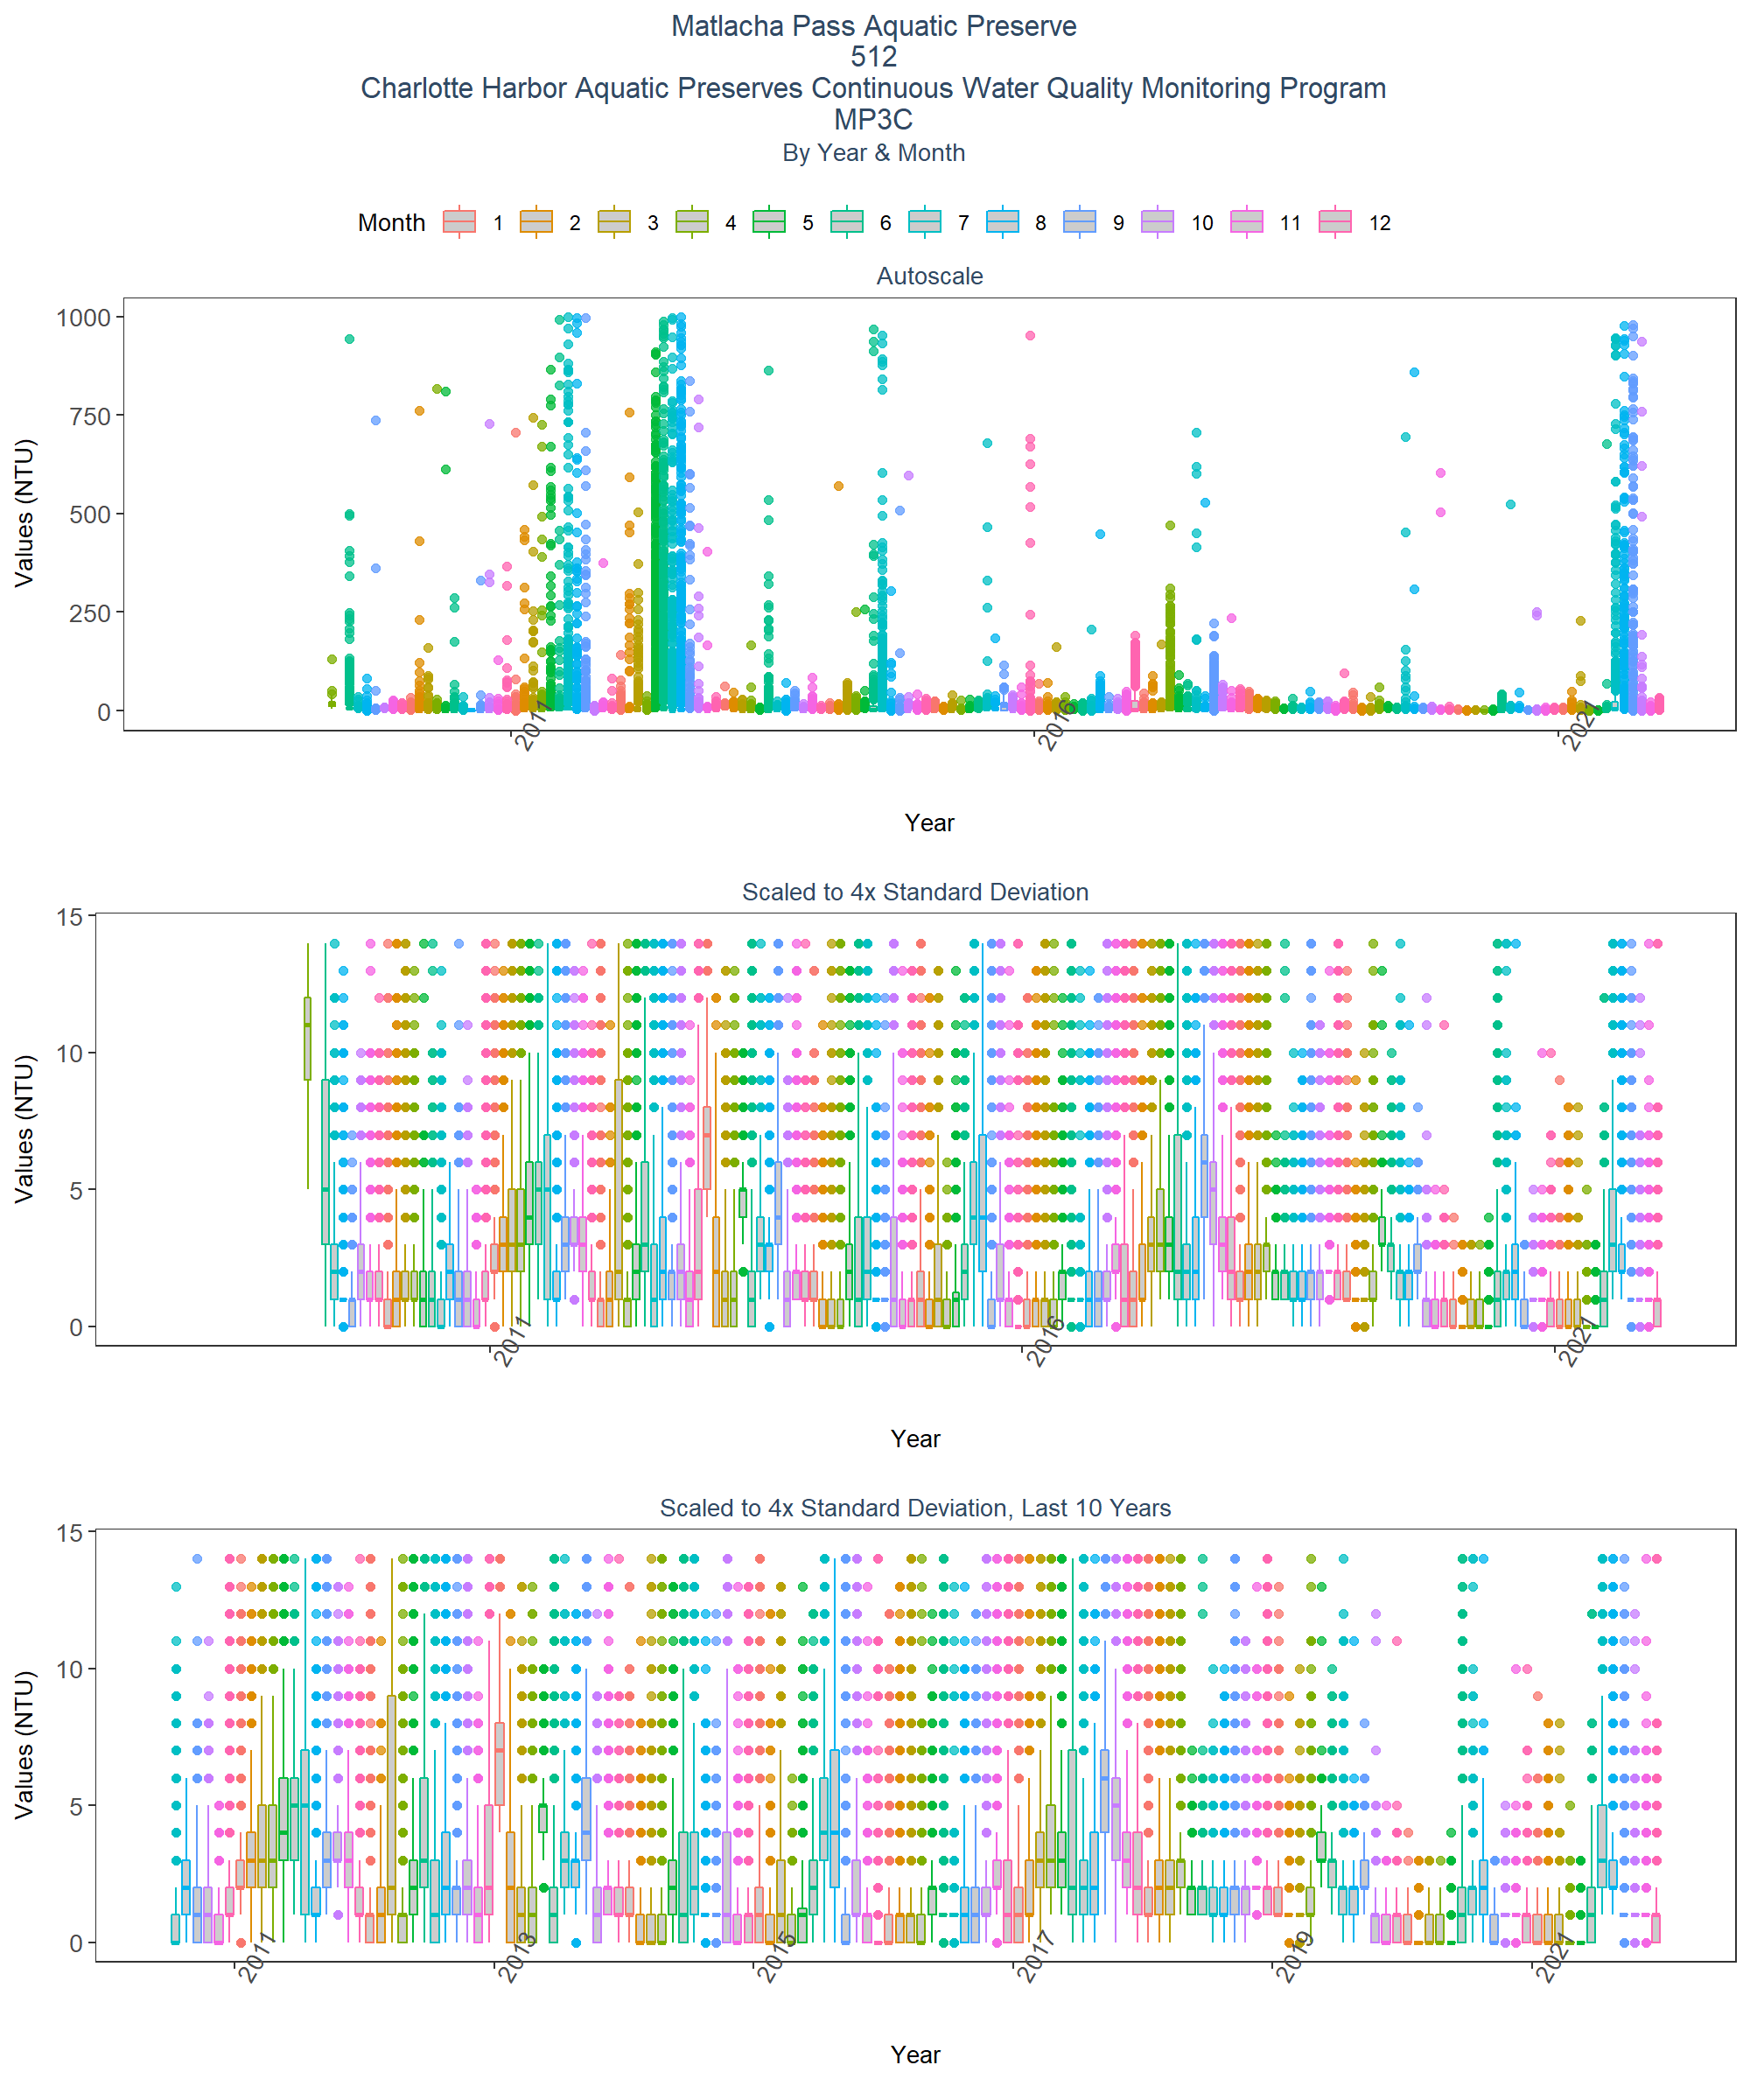 Matlacha Pass Aquatic Preserve
512
Charlotte Harbor Aquatic Preserves Continuous Water Quality Monitoring Program
MP3C
By Year & Month
Month 1 2 3 4 5 6 7 8 9 10 11 12
Autoscale
Values (NTU)
1000
750
500
250
0
2011 2016 2021
Year
Scaled to 4x Standard Deviation
Values (NTU)
15
10
5
0
2011 2016 2021
Year
Scaled to 4x Standard Deviation, Last 10 Years
Values (NTU)
15
10
5
0
2011 2013 2015 2017 2019 2021
Year